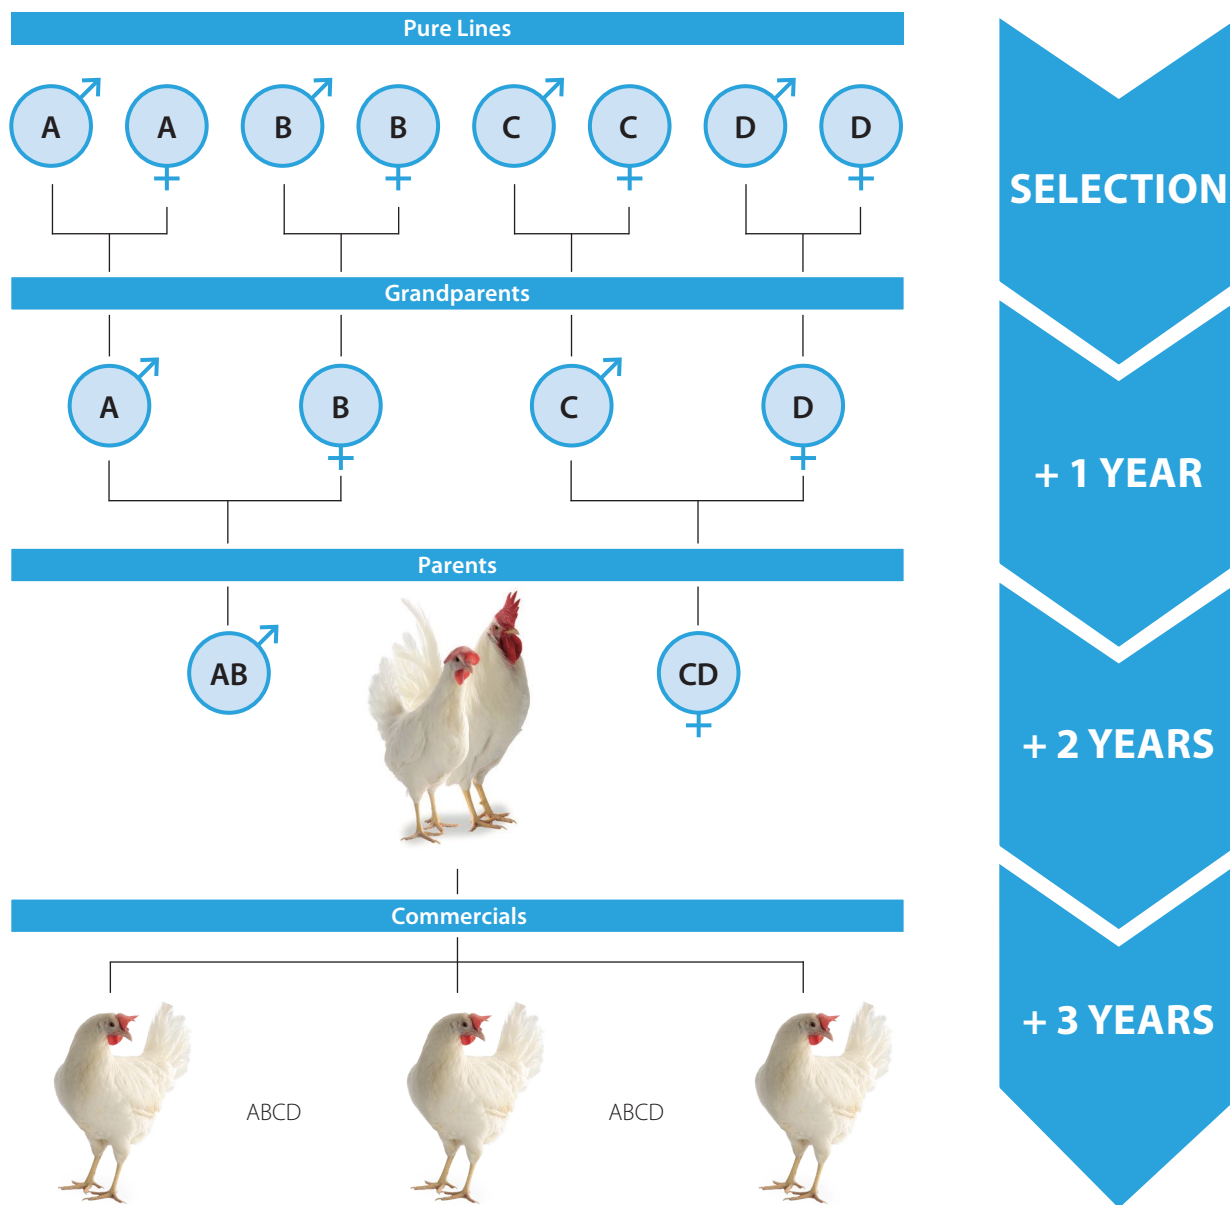 Pure Lines
A A B B C C D D
SELECTION
Grandparents
A B C D
+ 1 YEAR
Parents
AB CD
+ 2 YEARS
Commercials
+ 3 YEARS
ABCD ABCD